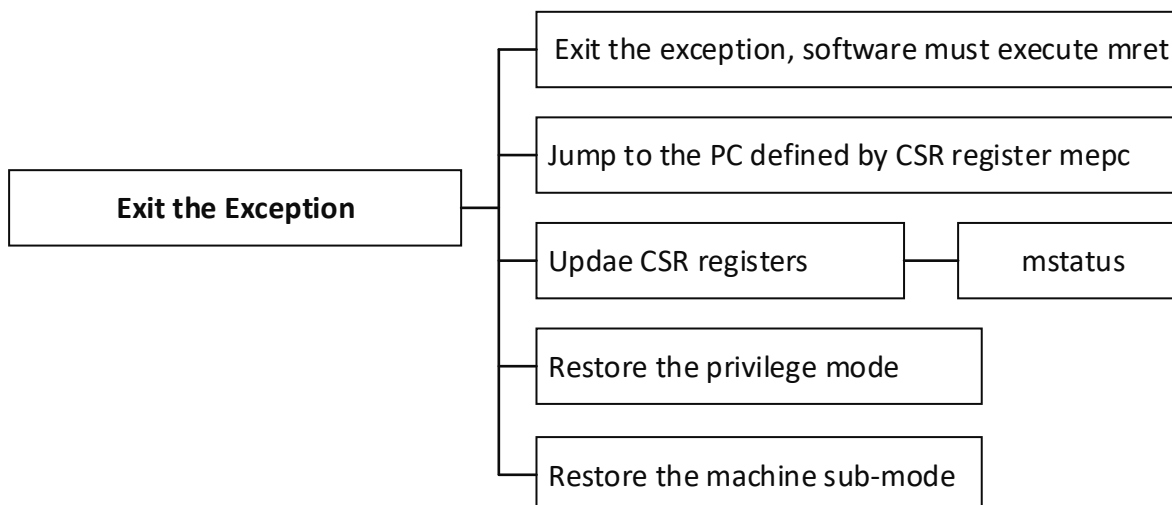 Exit the exception, software must execute mret
Jump to the PC defined by CSR register mepc
Exit the Exception
Updae CSR registers
mstatus
Restore the privilege mode
Restore the machine sub-mode